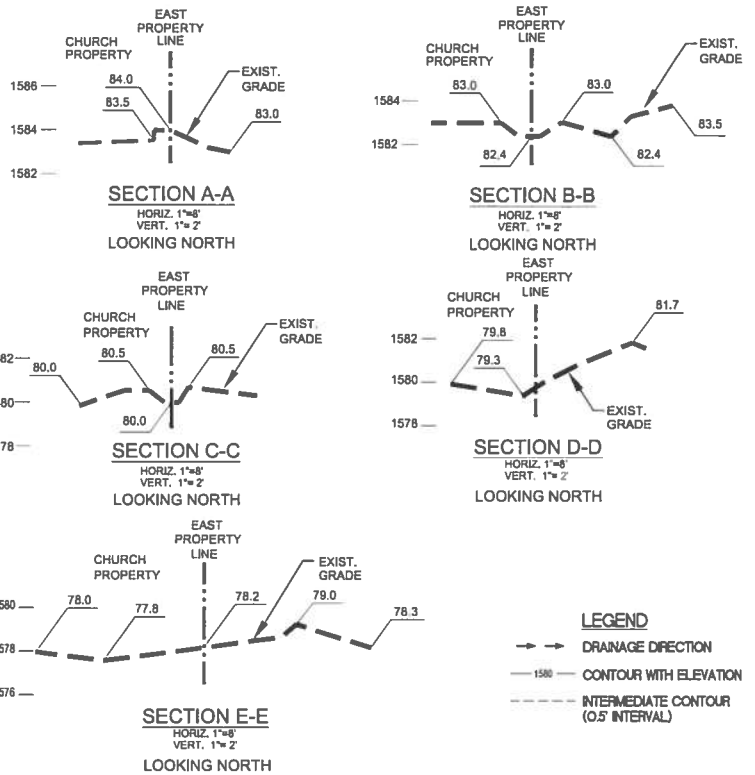 EAST
PROPERTY
LINE
CHURCH
PROPERTY
EXIST.
GRADE
84.0
83.5
83.0
1586
1584
1582
SECTION A-A
HORIZ. 1"=8'
VERT. 1"= 2'
LOOKING NORTH
EAST
PROPERTY
LINE
CHURCH
PROPERTY
EXIST.
GRADE
83.0
83.0
83.5
82.4
82.4
1584
1582
SECTION B-B
HORIZ. 1"=8'
VERT. 1"= 2'
LOOKING NORTH
EAST
PROPERTY
LINE
CHURCH
PROPERTY
EXIST.
GRADE
80.0
80.5
80.5
80.0
82
80
78
SECTION C-C
HORIZ. 1"=8'
VERT. 1"= 2'
LOOKING NORTH
EAST
PROPERTY
LINE
CHURCH
PROPERTY
81.7
79.8
79.3
EXIST.
GRADE
1582
1580
1578
SECTION D-D
HORIZ. 1"=8'
VERT. 1"= 2'
LOOKING NORTH
EAST
PROPERTY
LINE
CHURCH
PROPERTY
EXIST.
GRADE
78.0
77.8
78.2
79.0
78.3
580
578
576
SECTION E-E
HORIZ. 1"=8'
VERT. 1"= 2'
LOOKING NORTH
LEGEND
DRAINAGE DIRECTION
1580 CONTOUR WITH ELEVATION
INTERMEDIATE CONTOUR
(0.5' INTERVAL)